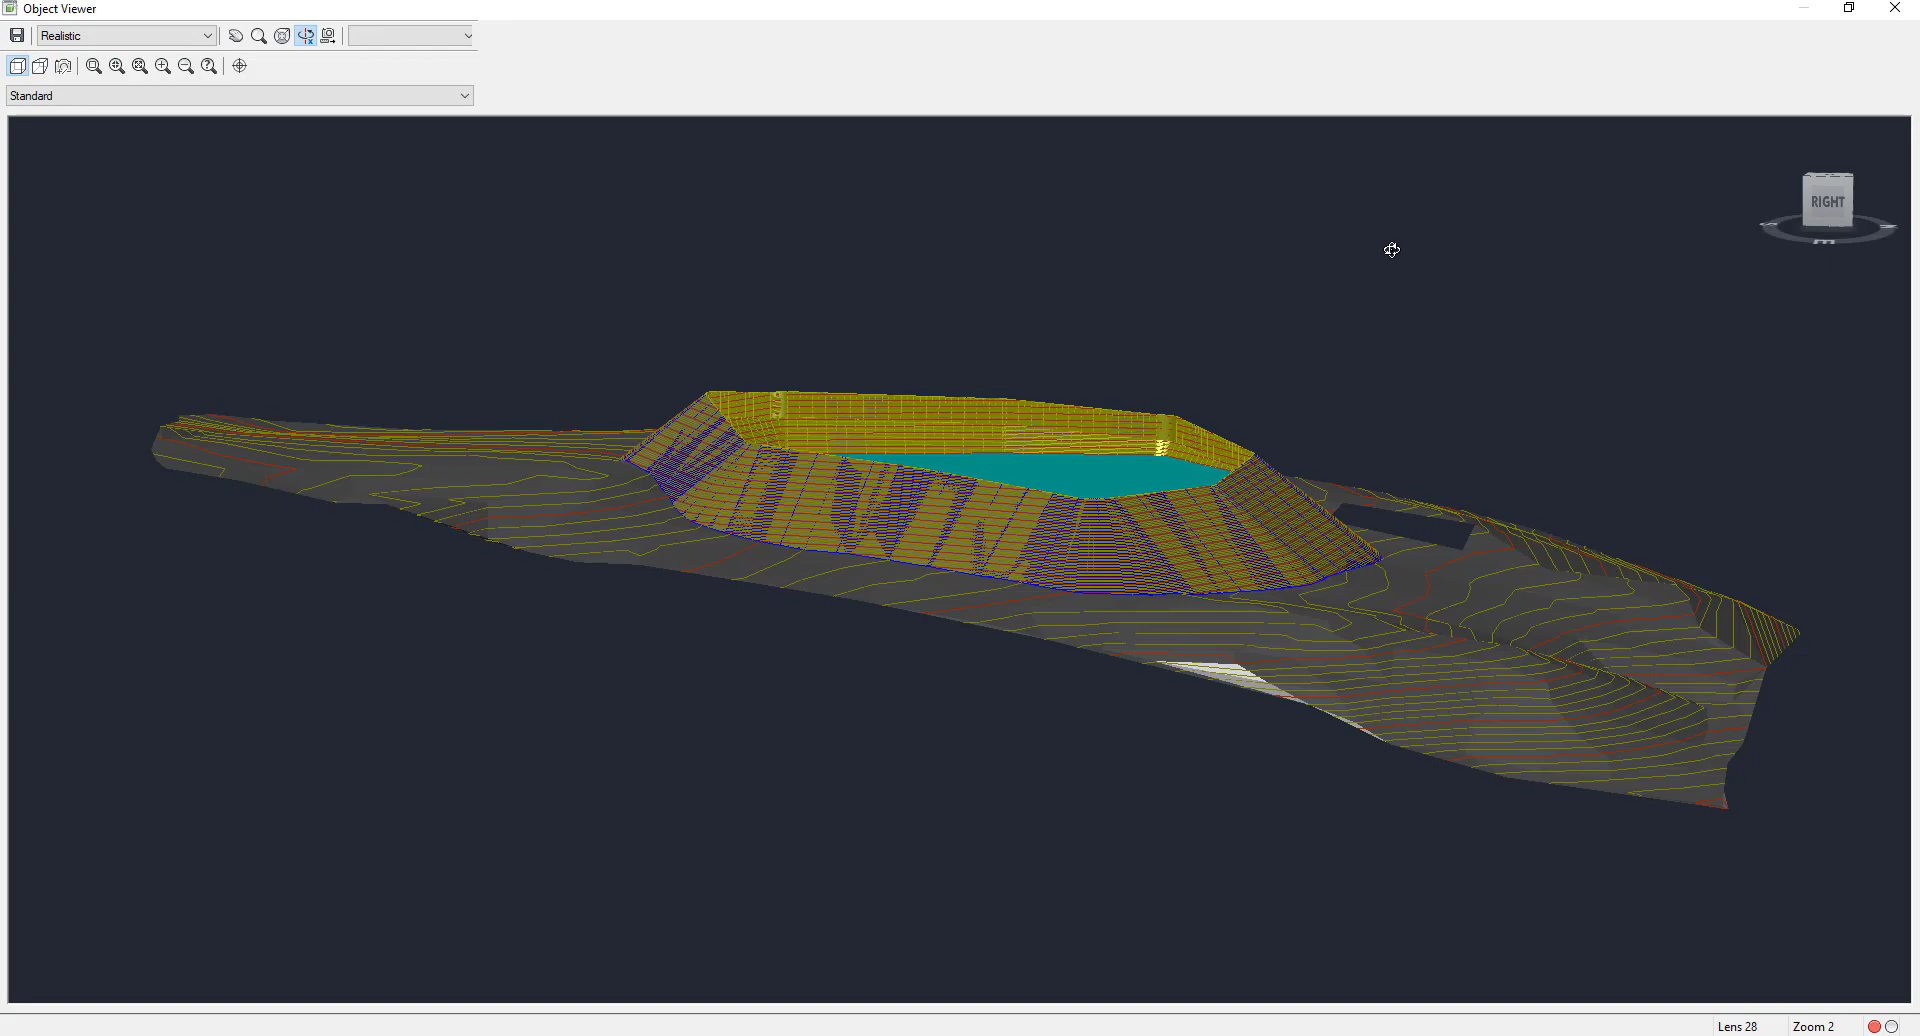 Object Viewer
Realistic
Standard
RIGHT
E
Lens 28
Zoom 2